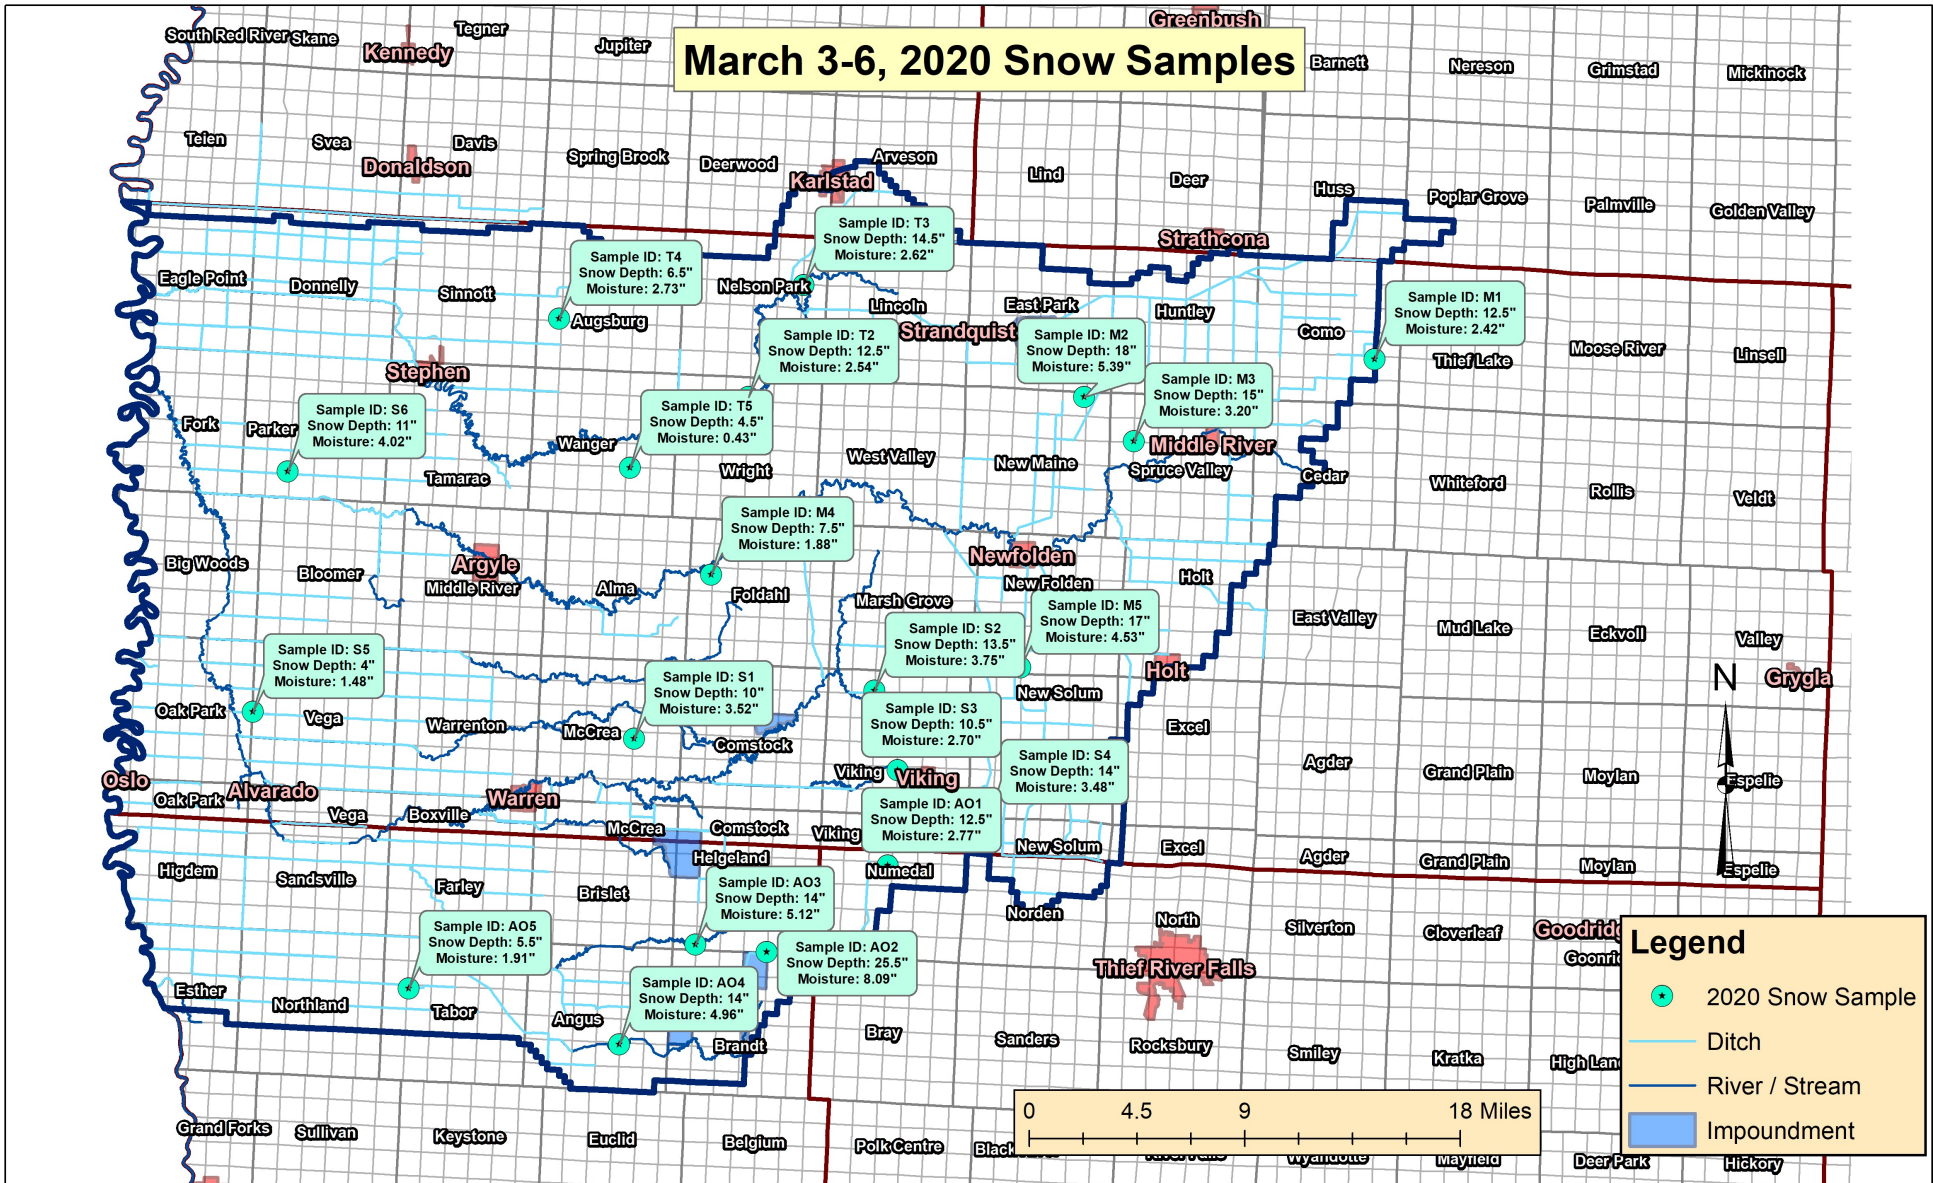 Greenbush
South Red River
Skane
Tegner
Kennedy
Jupiter
March 3-6, 2020 Snow Samples
Barnett
Nereson
Grimstad
Mickinock
Teien
Svea
Davis
Donaldson
Spring Brook
Deerwood
Arveson
Karlstad
Lind
Deer
Huss
Poplar Grove
Palmville
Golden Valley
Sample ID: T3
Snow Depth: 14.5"
Moisture: 2.62"
Strathcona
Sample ID: T4
Snow Depth: 6.5"
Moisture: 2.73"
Eagle Point
Donnelly
Sinnott
Augsburg
Nelson Park
Lincoln
East Park
Huntley
Como
Sample ID: M1
Snow Depth: 12.5"
Moisture: 2.42"
Strandquist
Sample ID: T2
Snow Depth: 12.5"
Moisture: 2.54"
Sample ID: M2
Snow Depth: 18"
Moisture: 5.39"
Thief Lake
Moose River
Linsell
Stephen
Sample ID: M3
Snow Depth: 15"
Moisture: 3.20"
Sample ID: S6
Snow Depth: 11"
Moisture: 4.02"
Sample ID: T5
Snow Depth: 4.5"
Moisture: 0.43"
Fork
Parker
Wanger
Middle River
Tamarac
Wright
West Valley
New Maine
Spruce Valley
Cedar
Whiteford
Rollis
Veldt
Sample ID: M4
Snow Depth: 7.5"
Moisture: 1.88"
Big Woods
Bloomer
Argyle
Middle River
Alma
Foldahl
Newfolden
New Folden
Holt
Marsh Grove
Sample ID: M5
Snow Depth: 17"
Moisture: 4.53"
East Valley
Mud Lake
Eckvoll
Valley
Sample ID: S2
Snow Depth: 13.5"
Moisture: 3.75"
Sample ID: S5
Snow Depth: 4"
Moisture: 1.48"
Sample ID: S1
Snow Depth: 10"
Moisture: 3.52"
Holt
New Solum
N
Grygla
Oak Park
Vega
Warrenton
McCrea
Comstock
Sample ID: S3
Snow Depth: 10.5"
Moisture: 2.70"
Excel
Sample ID: S4
Snow Depth: 14"
Moisture: 3.48"
Oslo
Alvarado
Warren
Viking
Viking
Agder
Grand Plain
Moylan
Espelie
Oak Park
Vega
Boxville
McCrea
Comstock
Viking
Sample ID: AO1
Snow Depth: 12.5"
Moisture: 2.77"
New Solum
Excel
Agder
Grand Plain
Moylan
Espelie
Helgeland
Numedal
Higdem
Sandsville
Farley
Brislet
Sample ID: AO3
Snow Depth: 14"
Moisture: 5.12"
Norden
North
Silverton
Cloverleaf
Sample ID: AO5
Snow Depth: 5.5"
Moisture: 1.91"
Sample ID: AO2
Snow Depth: 25.5"
Moisture: 8.09"
Thief River Falls
Sample ID: AO4
Snow Depth: 14"
Moisture: 4.96"
Esther
Northland
Tabor
Angus
Brandt
Bray
Sanders
Rocksbury
Smiley
Kratka
High Lan
Goodridg
Goonri
Legend
2020 Snow Sample
Ditch
River / Stream
Impoundment
0 4.5 9 18 Miles
Grand Forks
Sullivan
Keystone
Euclid
Belgium
Polk Centre
Black
River Falls
Wyandotte
Mayfield
Deer Park
Hickory